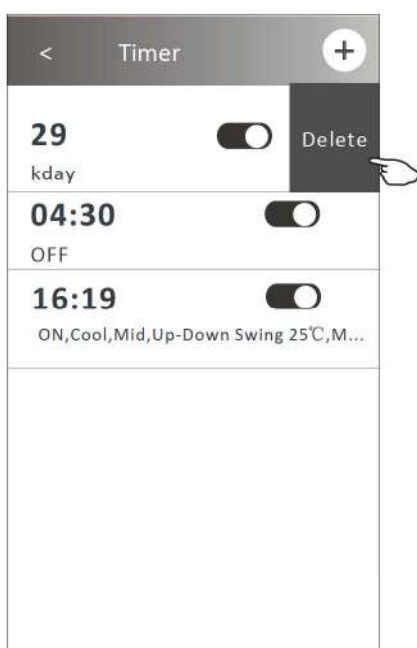 < Timer +
29
Delete
kday
04:30
OFF
16:19
ON,Cool,Mid,Up-Down Swing 25℃,M...